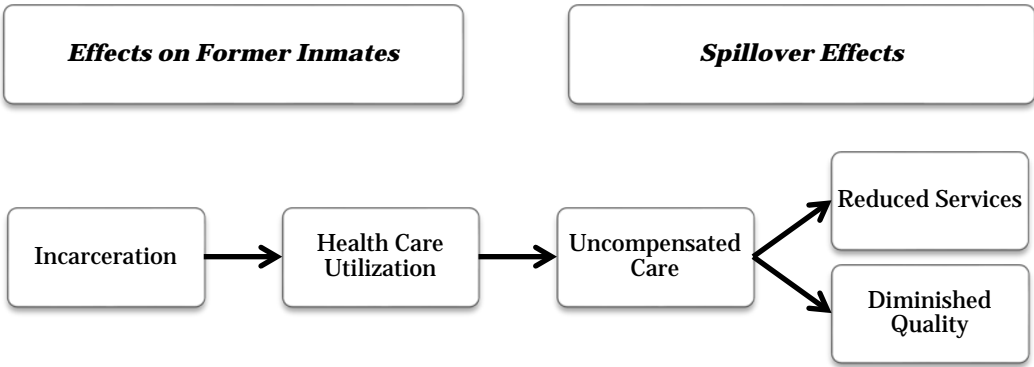 Effects on Former Inmates
Spillover Effects
Incarceration
Health Care
Utilization
Uncompensated
Care
Reduced Services
Diminished
Quality